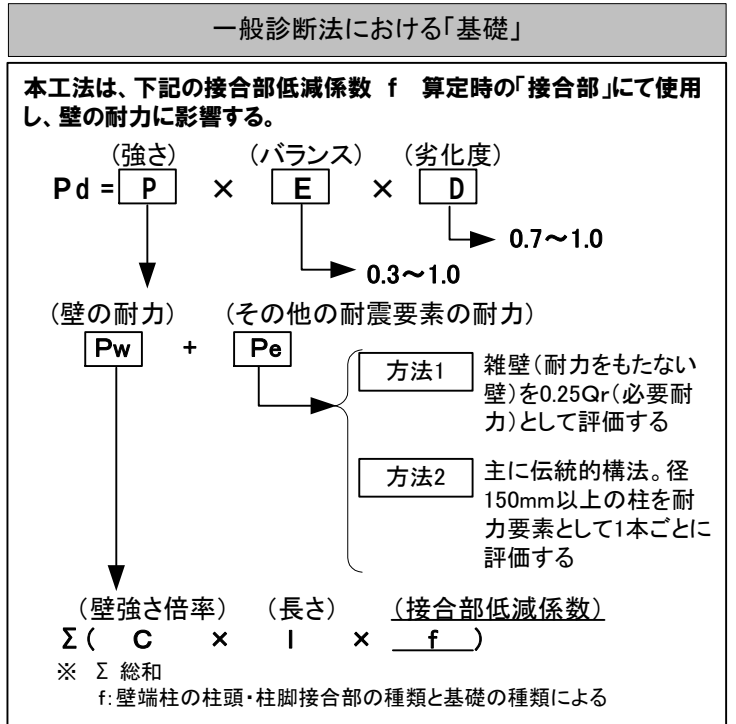 一般診断法における「基礎」
本工法は、下記の接合部低減係数 f 算定時の「接合部」にて使用
し、壁の耐力に影響する。
(強さ) (バランス) (劣化度)
Pd = P × E × D
0.7～1.0
0.3～1.0
(壁の耐力) (その他の耐震要素の耐力)
Pw + Pe
方法1
雑壁(耐力をもたない
壁)を0.25Qr(必要耐
力)として評価する
方法2
主に伝統的構法。径
150mm以上の柱を耐
力要素として1本ごとに
評価する
(壁強さ倍率) (長さ) (接合部低減係数)
Σ( C × l × f )
※ Σ 総和
f:壁端柱の柱頭・柱脚接合部の種類と基礎の種類による